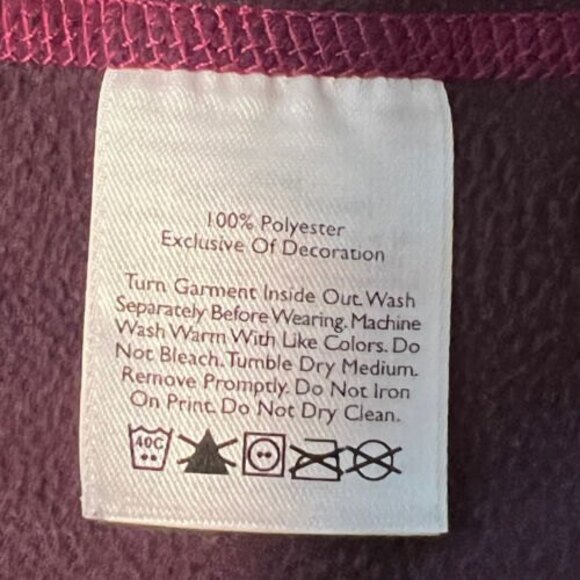 100% Polyester
Exclusive Of Decoration
Turn Garment Inside Out. Wash
Separately Before Wearing. Machine
Wash Warm With Like Colors. Do
Not Bleach. Tumble Dry Medium.
Remove Promptly. Do Not Iron
On Print. Do Not Dry Clean.
40C